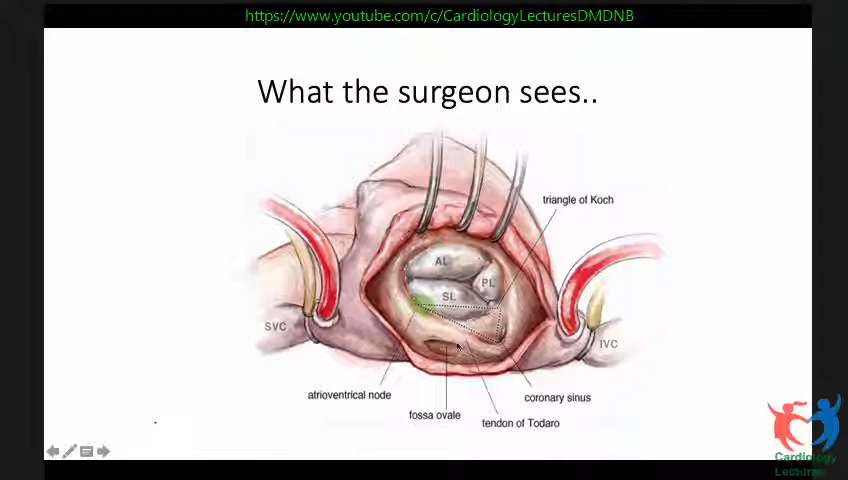 https://www.youtube.com/c/CardiologyLecturesDMDNB
What the surgeon sees..
triangle of Koch
AL
PL
SL
SVC
IVC
atrioventrical node
coronary sinus
fossa ovale
tendon of Todaro
Cardiology
Lectures